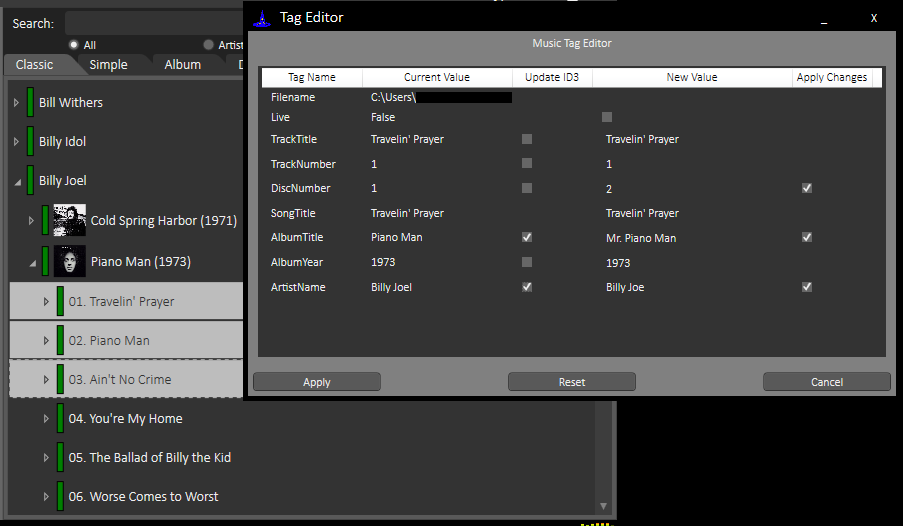 Search:
All
Artist
Classic
Simple
Album
Bill Withers
Billy Idol
Billy Joel
Cold Spring Harbor (1971)
Piano Man (1973)
01. Travelin' Prayer
02. Piano Man
03. Ain't No Crime
04. You're My Home
05. The Ballad of Billy the Kid
06. Worse Comes to Worst
Tag Editor
_ X
Music Tag Editor
Tag Name Current Value Update ID3 New Value Apply Changes
Filename C:\Users\
Live False
TrackTitle Travelin' Prayer Travelin' Prayer
TrackNumber 1 1
DiscNumber 1 2
SongTitle Travelin' Prayer Travelin' Prayer
AlbumTitle Piano Man Mr. Piano Man
AlbumYear 1973 1973
ArtistName Billy Joel Billy Joe
Apply Reset Cancel